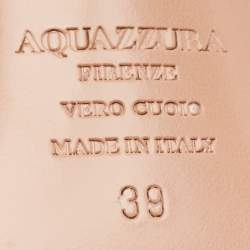 AQUAZZURA
FIRENZE
VERO CUOIO
MADE IN ITALY
39